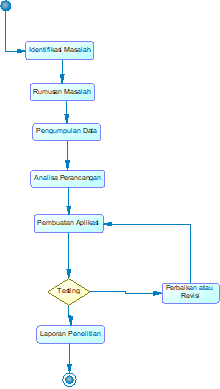 Identifikasi Masalah
Rumusan Masalah
Pengumpulan Data
Analisa Perancangan
Pembuatan Aplikasi
Testing
Perbaikan atau
Revisi
Laporan Penelitian